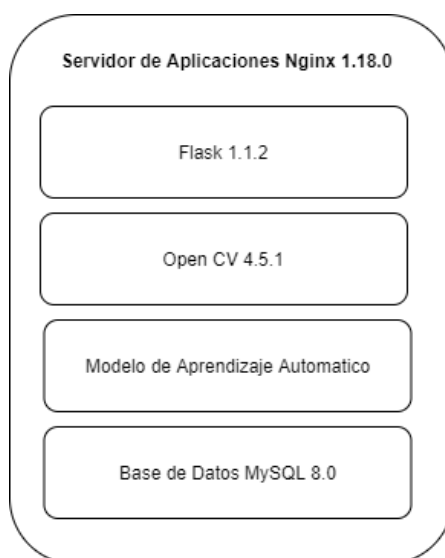 Servidor de Aplicaciones Nginx 1.18.0
Flask 1.1.2
Open CV 4.5.1
Modelo de Aprendizaje Automatico
Base de Datos MySQL 8.0